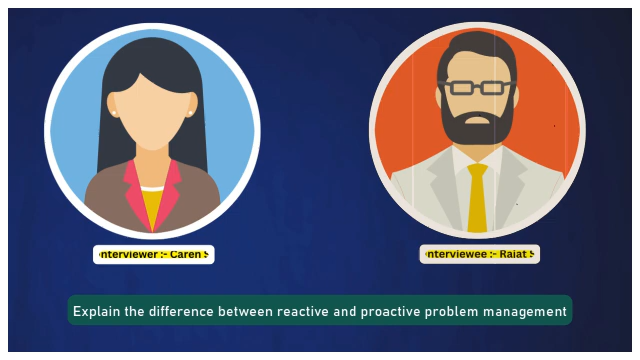 nterviewer :- Caren :-
nterviewee :- Rajat :-
Explain the difference between reactive and proactive problem management